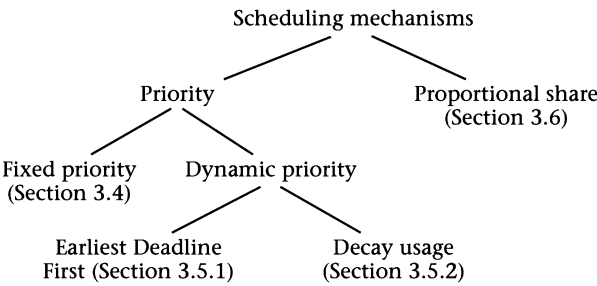 Scheduling mechanisms
Priority
Proportional share
(Section 3.6)
Fixed priority
(Section 3.4)
Dynamic priority
Earliest Deadline
First (Section 3.5.1)
Decay usage
(Section 3.5.2)